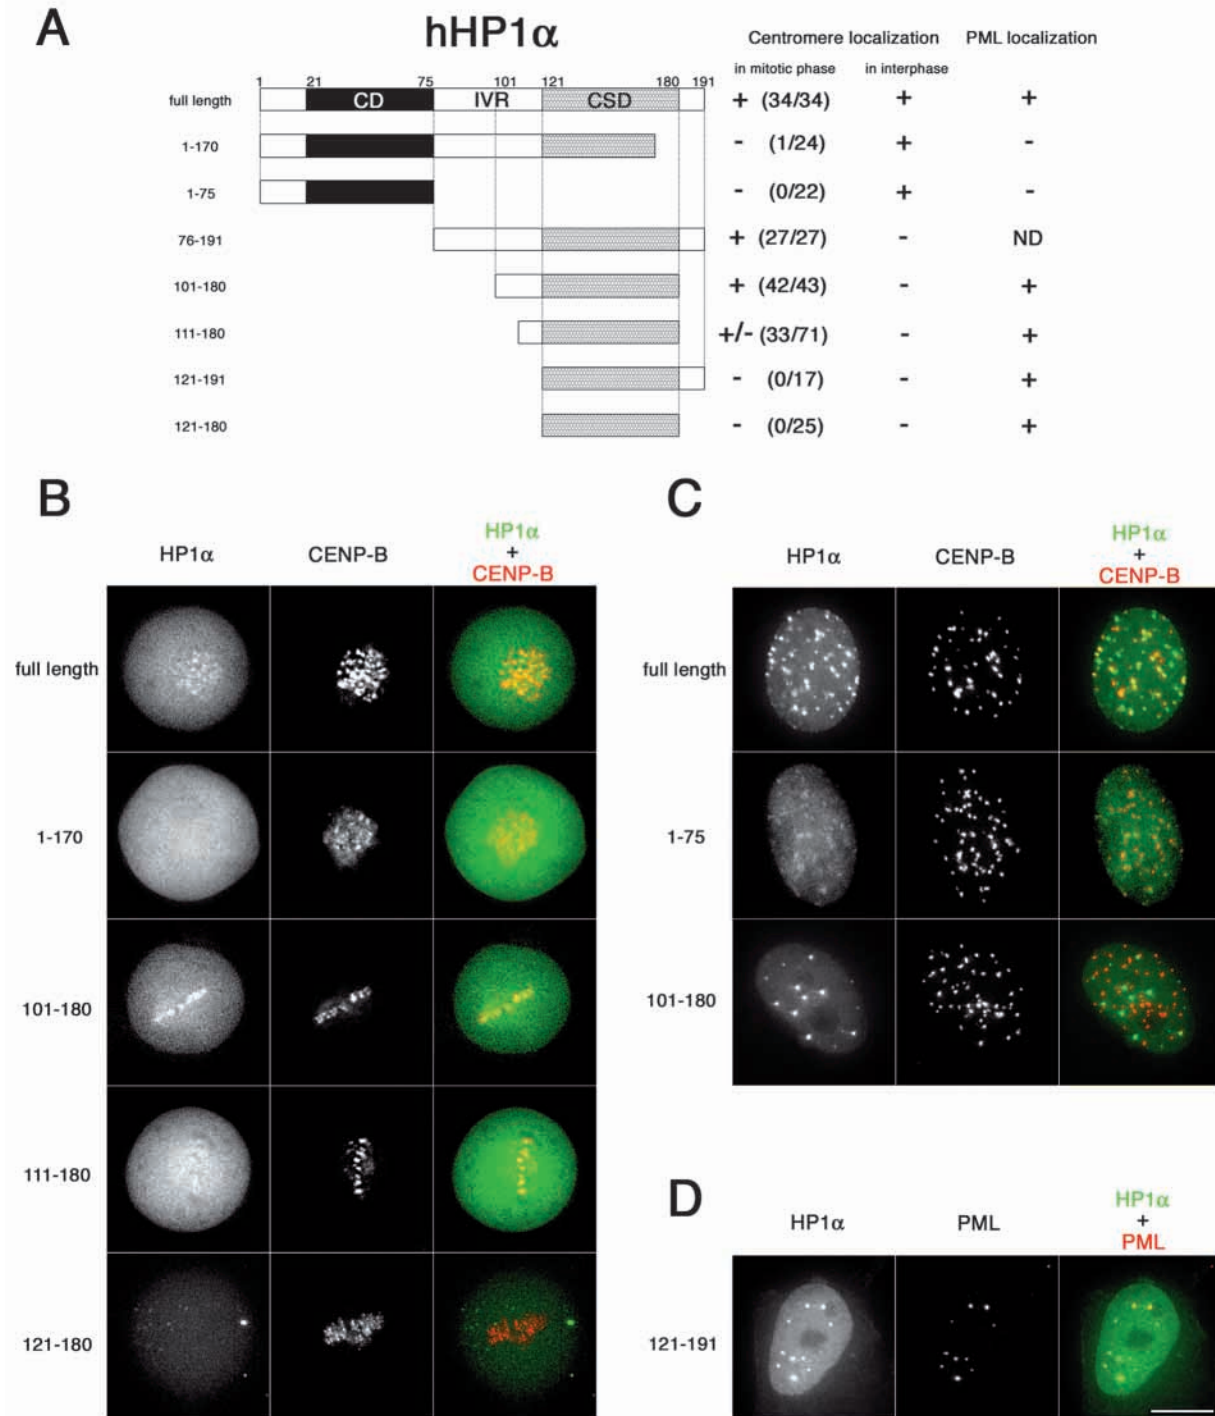 A
hHP1α
Centromere localization PML localization
in mitotic phase in interphase
1 21 75 101 121 180 191
full length CD IVR CSD + (34/34) + +
1-170 - (1/24) + -
1-75 - (0/22) + -
76-191 + (27/27) - ND
101-180 + (42/43) - +
111-180 +/- (33/71) - +
121-191 - (0/17) - +
121-180 - (0/25) - +
B
HP1α CENP-B HP1α
+
CENP-B
full length
1-170
101-180
111-180
121-180
C
HP1α CENP-B HP1α
+
CENP-B
full length
1-75
101-180
D
HP1α PML HP1α
+
PML
121-191